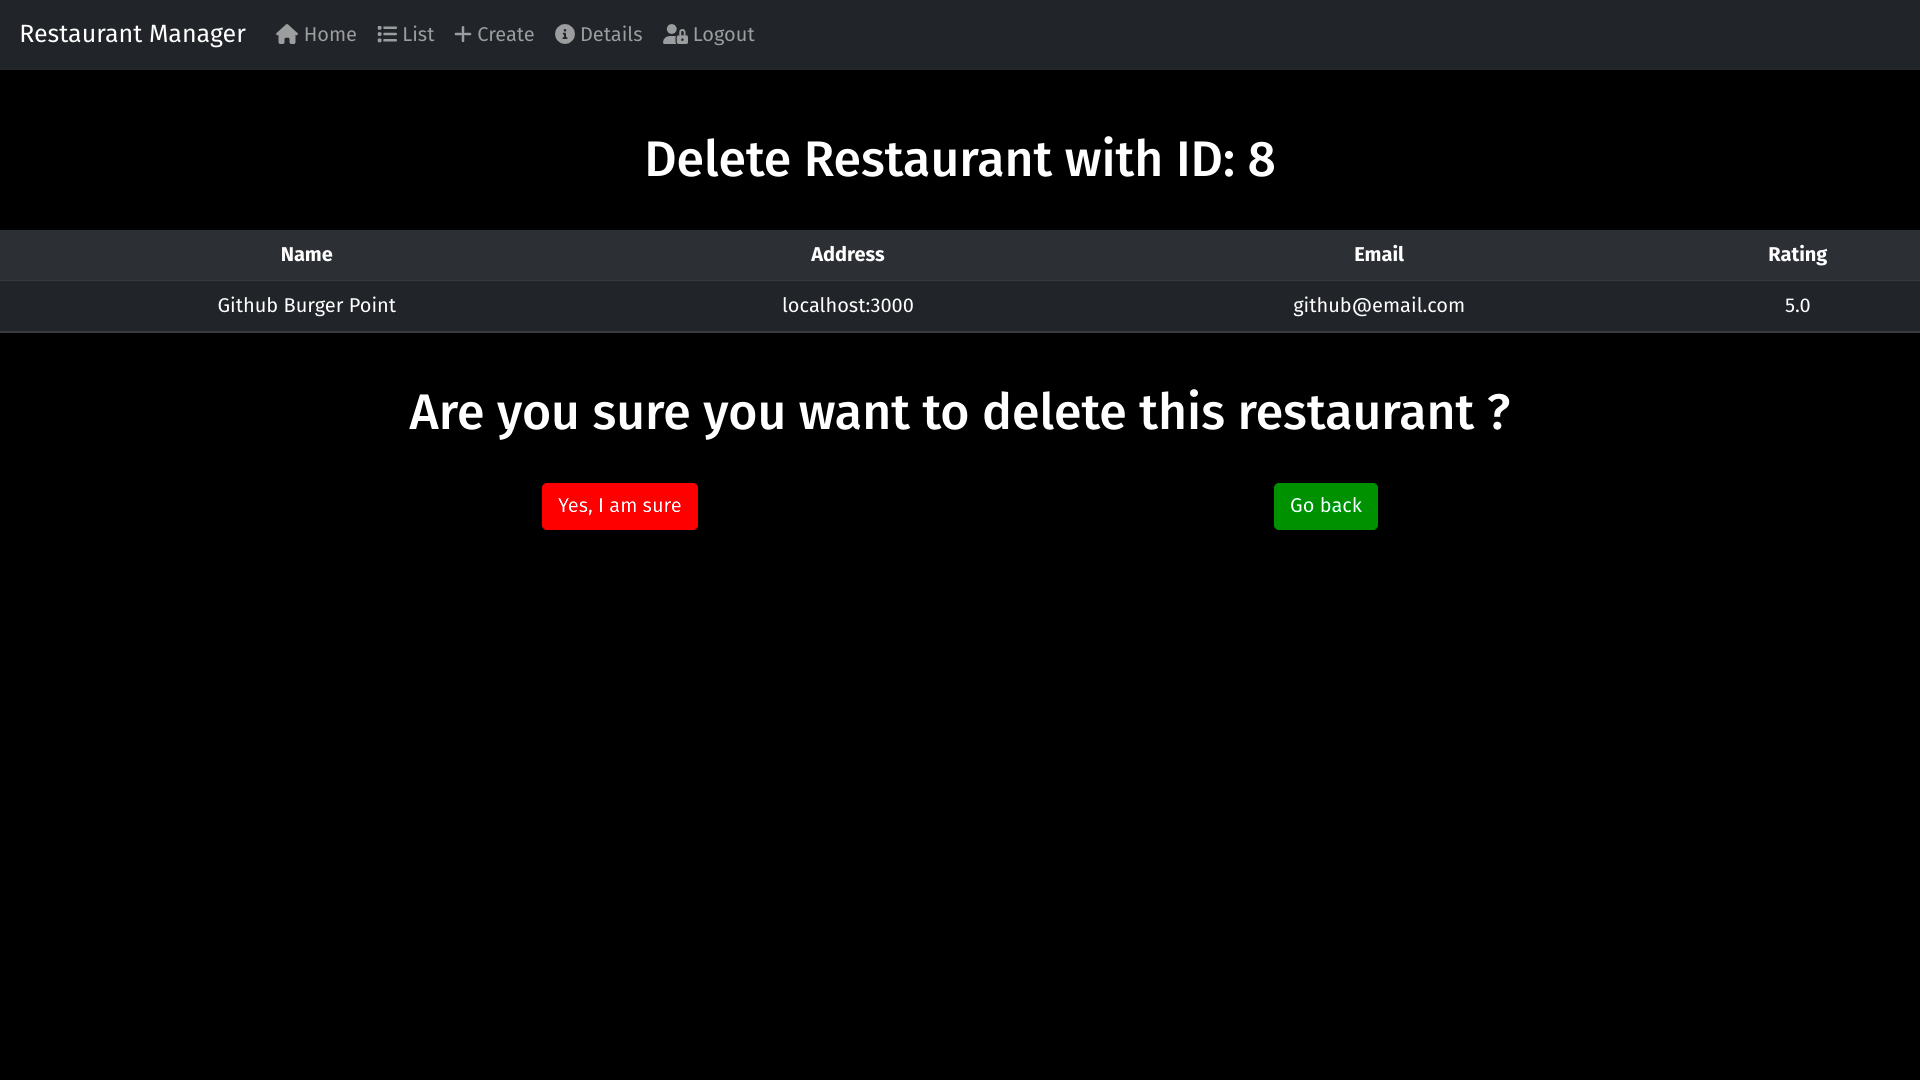 Restaurant Manager Home List Create Details Logout
Delete Restaurant with ID: 8
Name Address Email Rating
Github Burger Point localhost:3000 github@email.com 5.0
Are you sure you want to delete this restaurant ?
Yes, I am sure Go back